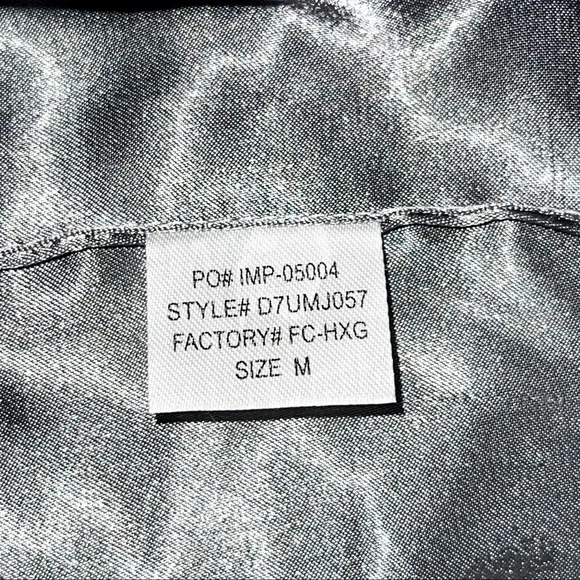 PO# IMP-05004
STYLE# D7UMJ057
FACTORY# FC-HXG
SIZE M